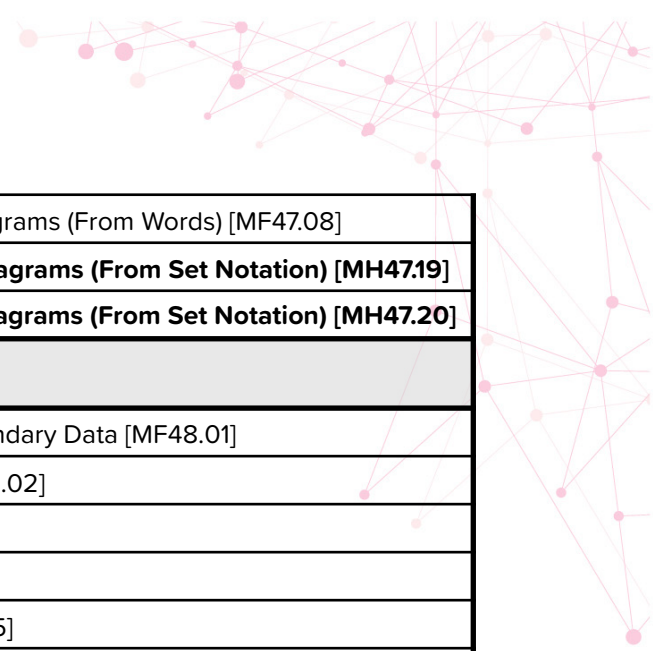 grams (From Words) [MF47.08]
agrams (From Set Notation) [MH47.19]
agrams (From Set Notation) [MH47.20]
ndary Data [MF48.01]
.02]
5]